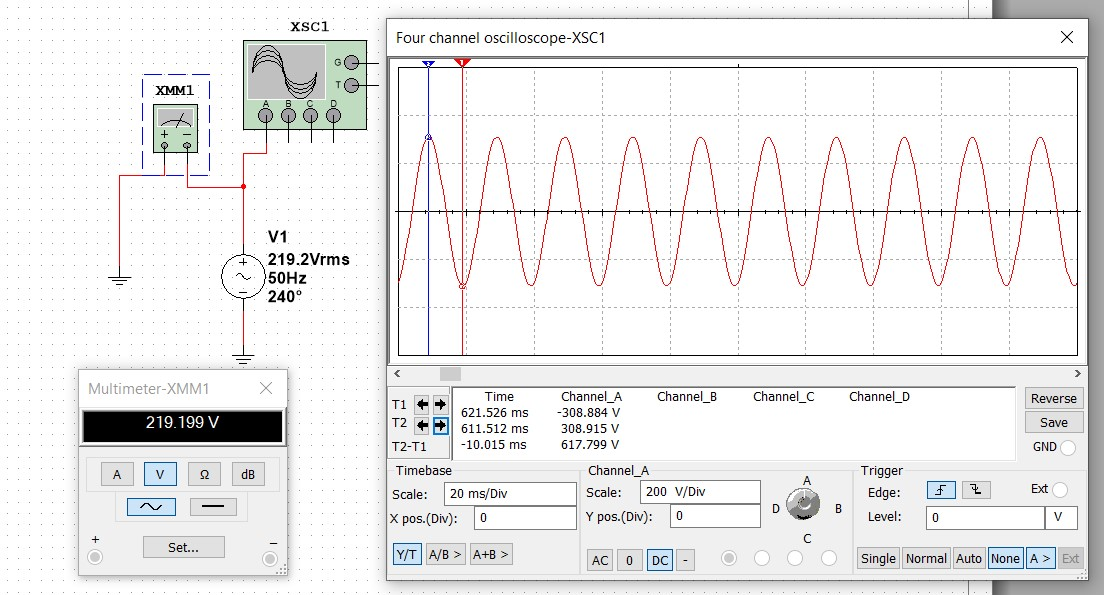 XSC1
G
T
A B C D
XMM1
+ −
V1
219.2Vrms
50Hz
240°
+
−
Multimeter-XMM1
219.199 V
A V Ω dB
Set...
+ −
Four channel oscilloscope-XSC1
2 1
Time Channel_A Channel_B Channel_C Channel_D
T1 621.526 ms -308.884 V
T2 611.512 ms 308.915 V
T2-T1 -10.015 ms 617.799 V
Reverse
Save
GND
Timebase
Scale: 20 ms/Div
X pos.(Div): 0
Y/T A/B > A+B >
Channel_A
Scale: 200 V/Div
Y pos.(Div): 0
AC 0 DC -
A
D B
C
Trigger
Edge: Ext
Level: 0 V
Single Normal Auto None A > Ext